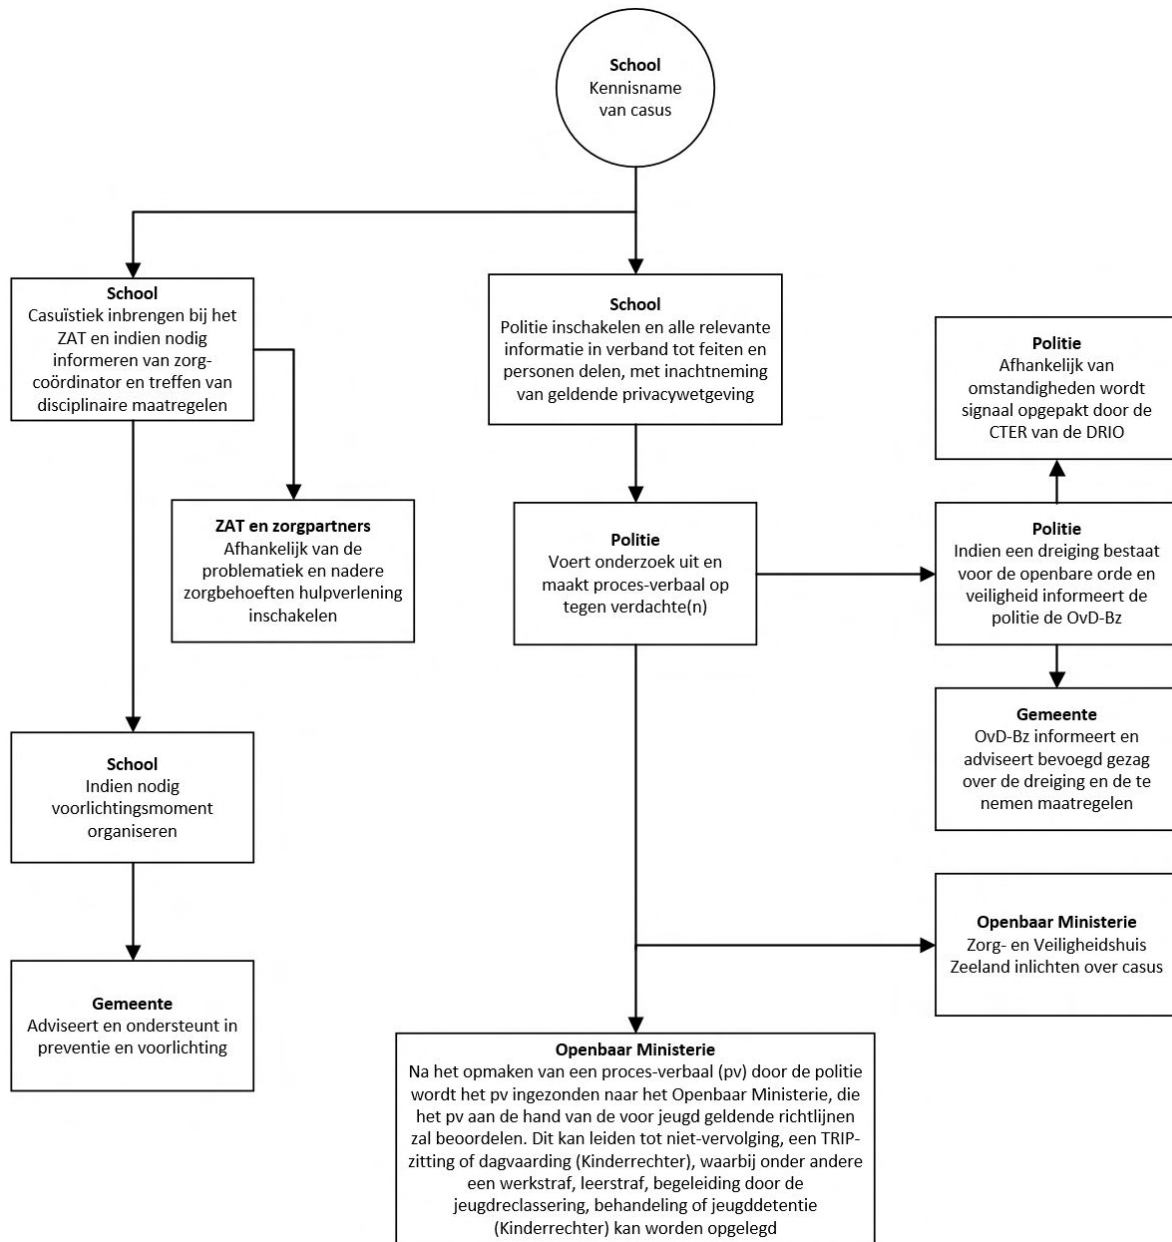 School
Kennisname
van casus
School
Casuïstiek inbrengen bij het
ZAT en indien nodig
informeren van zorg-
coördinator en treffen van
disciplinaire maatregelen
School
Politie inschakelen en alle relevante
informatie in verband tot feiten en
personen delen, met inachtneming
van geldende privacywetgeving
Politie
Afhankelijk van
omstandigheden wordt
signaal opgepakt door de
CTER van de DRIO
ZAT en zorgpartners
Afhankelijk van de
problematiek en nadere
zorgbehoeften hulpverlening
inschakelen
Politie
Voert onderzoek uit en
maakt proces-verbaal op
tegen verdachte(n)
Politie
Indien een dreiging bestaat
voor de openbare orde en
veiligheid informeert de
politie de OvD-Bz
Gemeente
OvD-Bz informeert en
adviseert bevoegd gezag
over de dreiging en de te
nemen maatregelen
School
Indien nodig
voorlichtingsmoment
organiseren
Openbaar Ministerie
Zorg- en Veiligheidshuis
Zeeland inlichten over casus
Gemeente
Adviseert en ondersteunt in
preventie en voorlichting
Openbaar Ministerie
Na het opmaken van een proces-verbaal (pv) door de politie
wordt het pv ingezonden naar het Openbaar Ministerie, die
het pv aan de hand van de voor jeugd geldende richtlijnen
zal beoordelen. Dit kan leiden tot niet-vervolging, een TRIP-
zitting of dagvaarding (Kinderrechter), waarbij onder andere
een werkstraf, leerstraf, begeleiding door de
jeugdreclassering, behandeling of jeugddetentie
(Kinderrechter) kan worden opgelegd